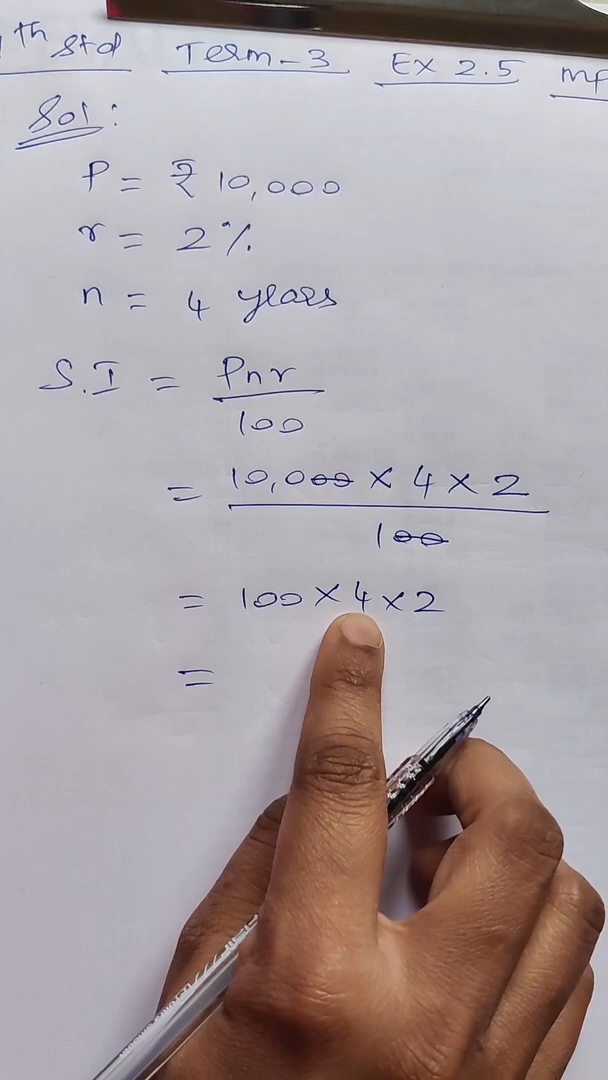 th Std Term-3 Ex 2.5
Sol:
P = ₹ 10,000
r = 2%
n = 4 years
S.I = Pnr
100
= 10,000 × 4 × 2
100
= 100 × 4 × 2
=